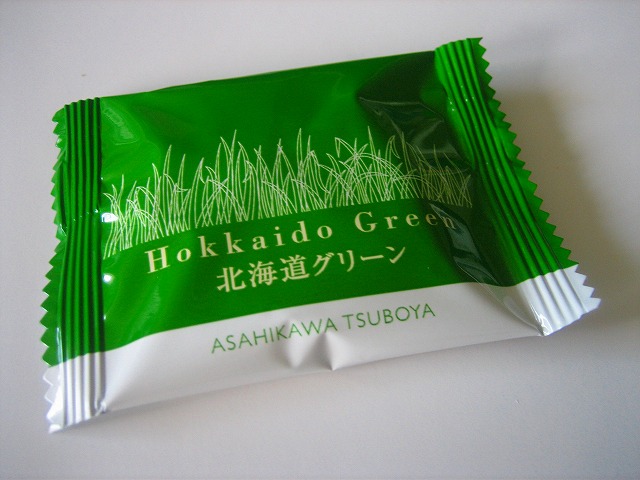 Hokkaido Green
北海道グリーン
ASAHIKAWA TSUBOYA